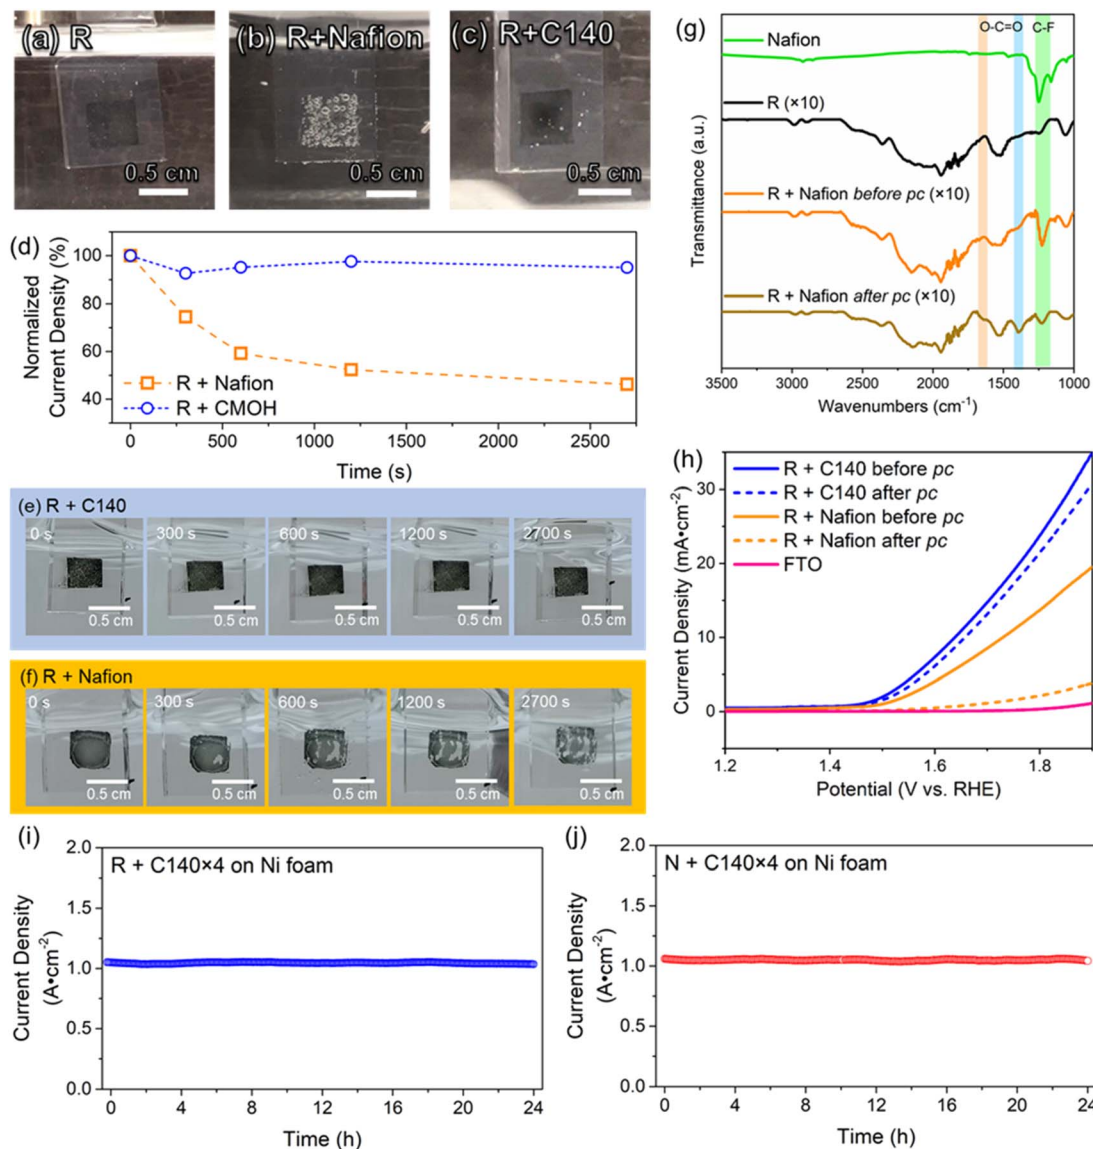 (a) R
0.5 cm
(b) R+Nafion
0.5 cm
(c) R+C140
0.5 cm
(d)
Normalized
Current Density (%)
100
80
60
40
R + Nafion
R + CMOH
0
500
1000
1500
2000
2500
Time (s)
(e) R + C140
0 s
300 s
600 s
1200 s
2700 s
0.5 cm
0.5 cm
0.5 cm
0.5 cm
0.5 cm
(f) R + Nafion
0 s
300 s
600 s
1200 s
2700 s
0.5 cm
0.5 cm
0.5 cm
0.5 cm
0.5 cm
(g)
O-C=O
C-F
Nafion
R (×10)
R + Nafion before pc (×10)
R + Nafion after pc (×10)
Transmittance (a.u.)
3500
3000
2500
2000
1500
1000
Wavenumbers (cm⁻¹)
(h)
R + C140 before pc
R + C140 after pc
R + Nafion before pc
R + Nafion after pc
FTO
Current Density (mA•cm⁻²)
30
20
10
0
1.2
1.4
1.6
1.8
Potential (V vs. RHE)
(i)
R + C140×4 on Ni foam
Current Density
(A•cm⁻²)
2.0
1.5
1.0
0.5
0.0
0
4
8
12
16
20
24
Time (h)
(j)
N + C140×4 on Ni foam
Current Density
(A•cm⁻²)
2.0
1.5
1.0
0.5
0.0
0
4
8
12
16
20
24
Time (h)